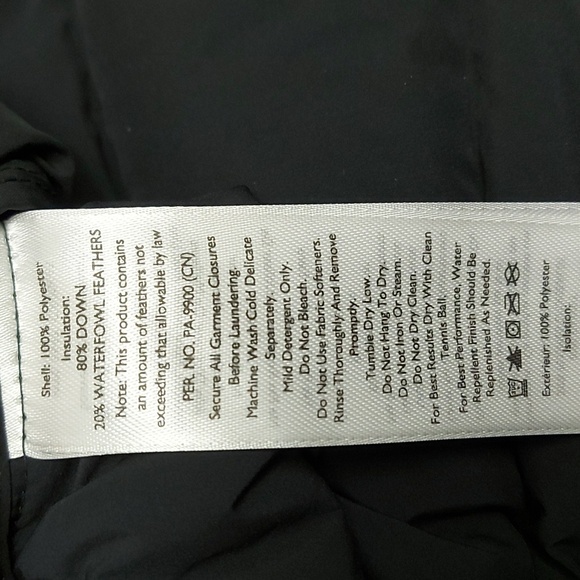 Shell: 100% Polyester
Insulation:
80% DOWN
20% WATERFOWL FEATHERS
Note: This product contains
an amount of feathers not
exceeding that allowable by law
PER. NO. PA-9900 (CN)
Secure All Garment Closures
Before Laundering.
Machine Wash Cold Delicate
Separately.
Mild Detergent Only.
Do Not Bleach.
Do Not Use Fabric Softeners.
Rinse Thoroughly And Remove
Promptly.
Tumble Dry Low.
Do Not Hang To Dry.
Do Not Iron Or Steam.
Do Not Dry Clean.
For Best Results Dry With Clean
Tennis Ball.
For Best Performance, Water
Repellent Finish Should Be
Replenished As Needed.
Exterieur: 100% Polyester
Isolation: